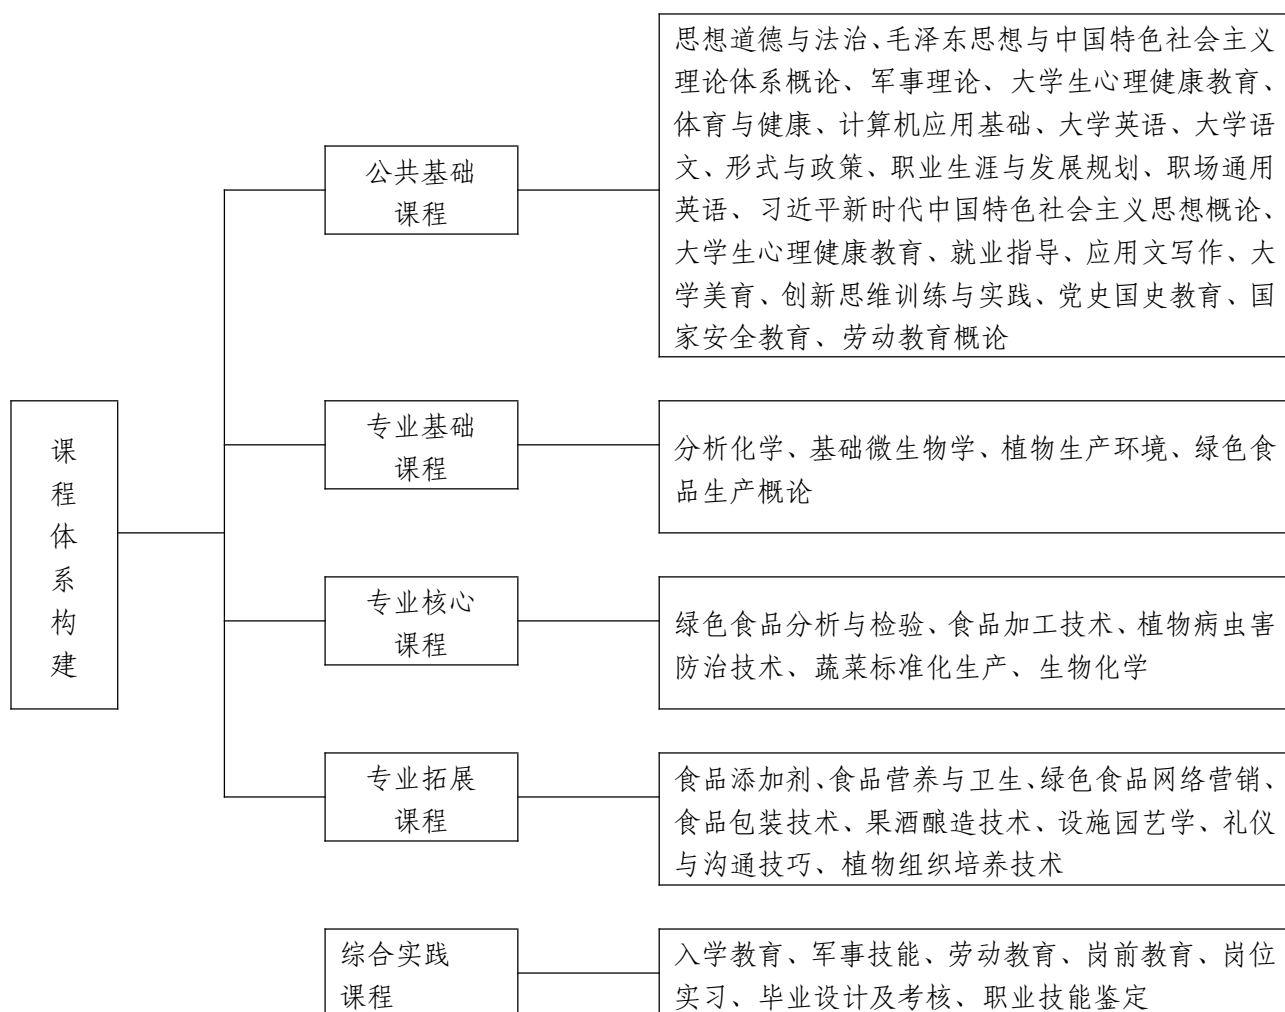 课程体系构建
公共基础
课程
思想道德与法治、毛泽东思想与中国特色社会主义
理论体系概论、军事理论、大学生心理健康教育、
体育与健康、计算机应用基础、大学英语、大学语
文、形式与政策、职业生涯与发展规划、职场通用
英语、习近平新时代中国特色社会主义思想概论、
大学生心理健康教育、就业指导、应用文写作、大
学美育、创新思维训练与实践、党史国史教育、国
家安全教育、劳动教育概论
专业基础
课程
分析化学、基础微生物学、植物生产环境、绿色食
品生产概论
专业核心
课程
绿色食品分析与检验、食品加工技术、植物病虫害
防治技术、蔬菜标准化生产、生物化学
专业拓展
课程
食品添加剂、食品营养与卫生、绿色食品网络营销、
食品包装技术、果酒酿造技术、设施园艺学、礼仪
与沟通技巧、植物组织培养技术
综合实践
课程
入学教育、军事技能、劳动教育、岗前教育、岗位
实习、毕业设计及考核、职业技能鉴定